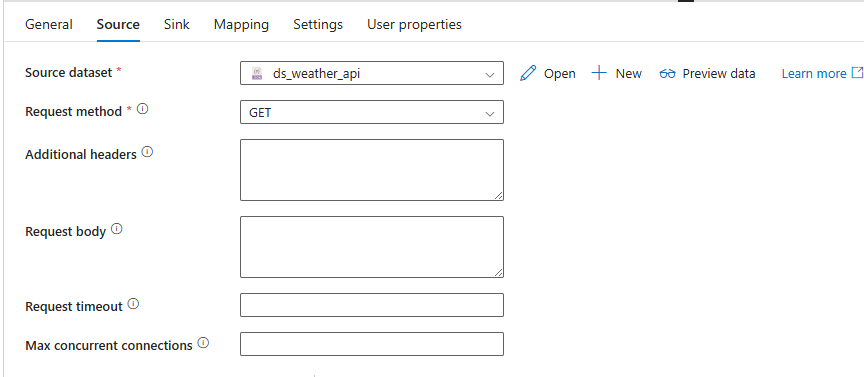 General Source Sink Mapping Settings User properties
Source dataset * ds_weather_api Open New Preview data Learn more
Request method * GET
Additional headers
Request body
Request timeout
Max concurrent connections